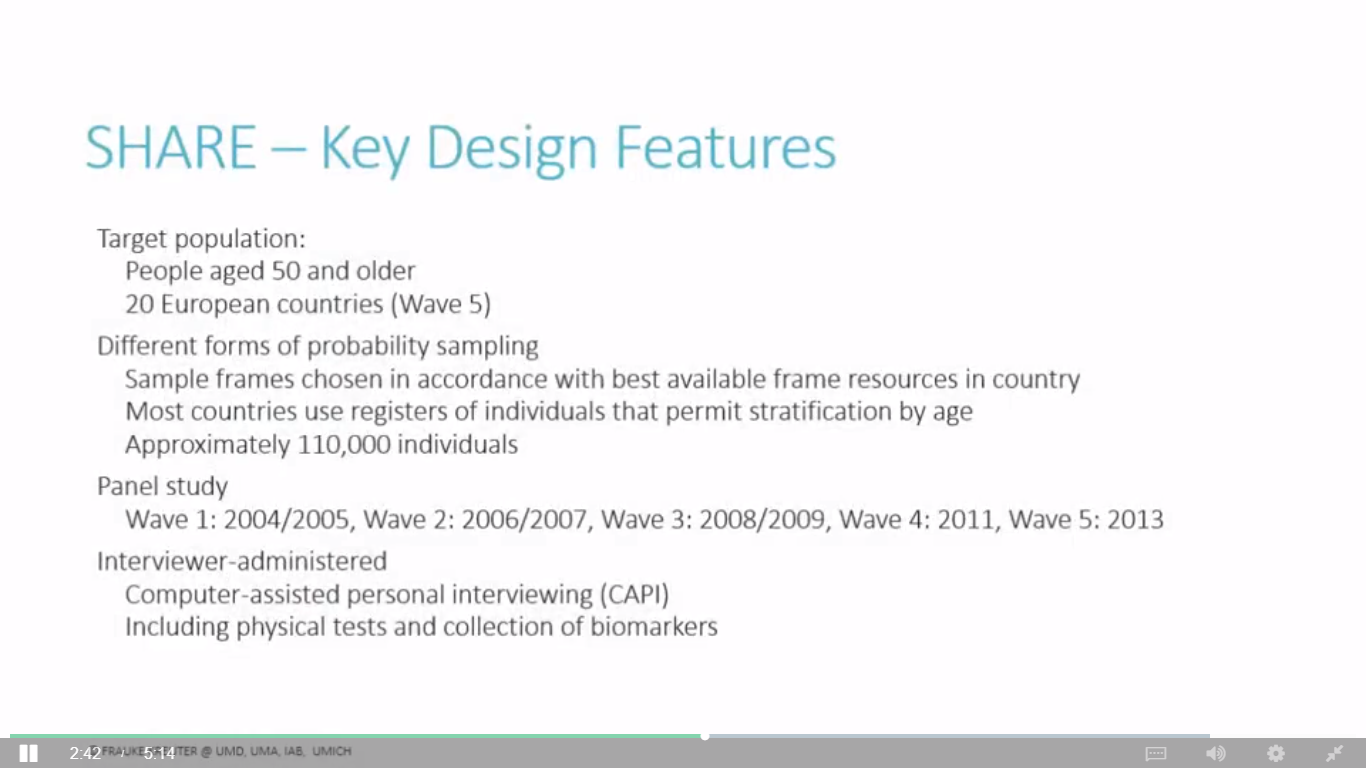 SHARE – Key Design Features
Target population:
People aged 50 and older
20 European countries (Wave 5)
Different forms of probability sampling
Sample frames chosen in accordance with best available frame resources in country
Most countries use registers of individuals that permit stratification by age
Approximately 110,000 individuals
Panel study
Wave 1: 2004/2005, Wave 2: 2006/2007, Wave 3: 2008/2009, Wave 4: 2011, Wave 5: 2013
Interviewer-administered
Computer-assisted personal interviewing (CAPI)
Including physical tests and collection of biomarkers
2:42 / 5:14 @ UMD, UMA, IAB, UMICH